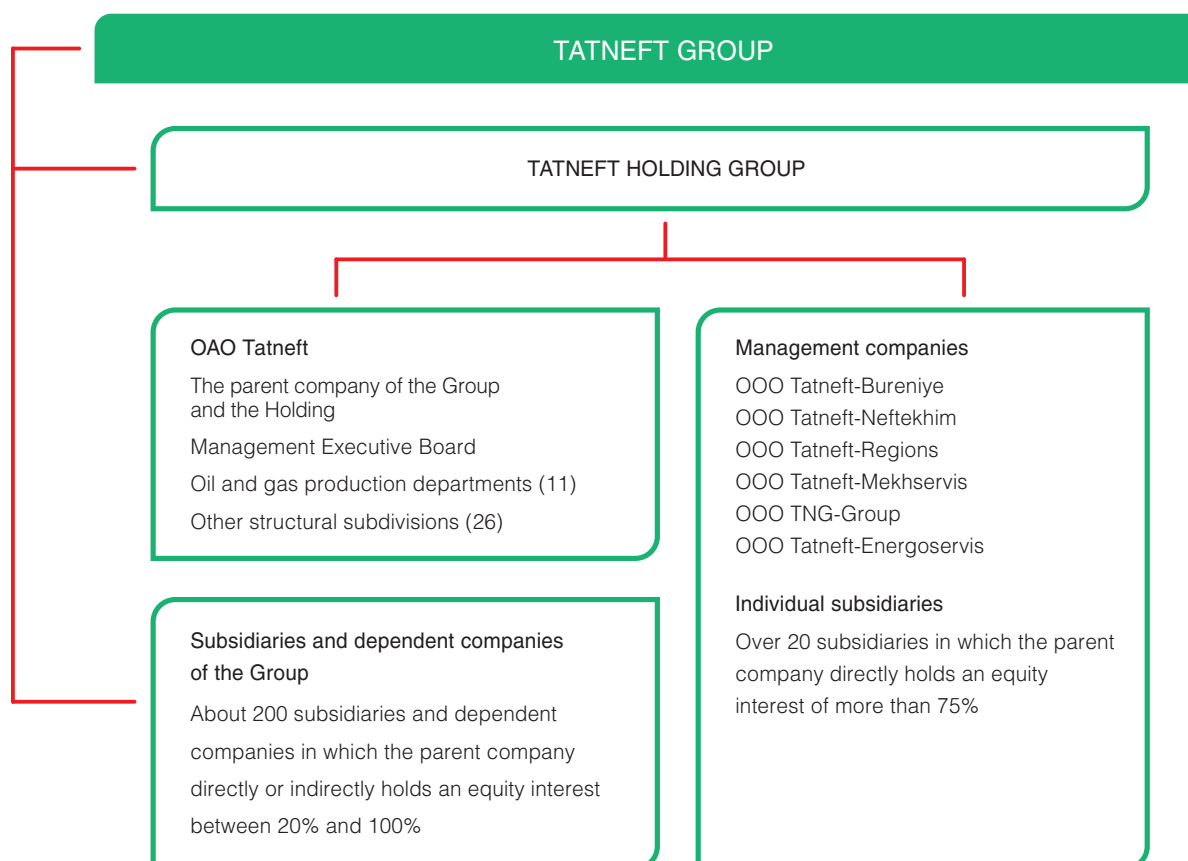 TATNEFT GROUP
TATNEFT HOLDING GROUP
OAO Tatneft
The parent company of the Group
and the Holding
Management Executive Board
Oil and gas production departments (11)
Other structural subdivisions (26)
Subsidiaries and dependent companies
of the Group
About 200 subsidiaries and dependent
companies in which the parent company
directly or indirectly holds an equity interest
between 20% and 100%
Management companies
OOO Tatneft-Bureniye
OOO Tatneft-Neftekhim
OOO Tatneft-Regions
OOO Tatneft-Mekhservis
OOO TNG-Group
OOO Tatneft-Energoservis
Individual subsidiaries
Over 20 subsidiaries in which the parent
company directly holds an equity
interest of more than 75%